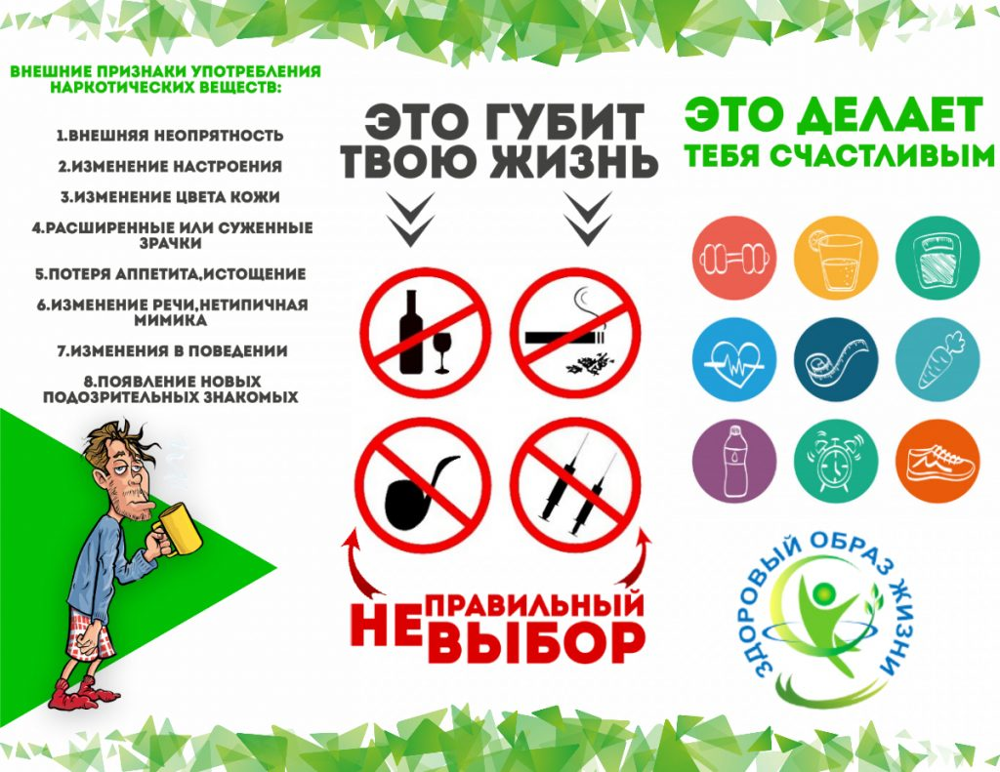 ВНЕШНИЕ ПРИЗНАКИ УПОТРЕБЛЕНИЯ
НАРКОТИЧЕСКИХ ВЕЩЕСТВ:
1.ВНЕШНЯЯ НЕОПРЯТНОСТЬ
2.ИЗМЕНЕНИЕ НАСТРОЕНИЯ
3.ИЗМЕНЕНИЕ ЦВЕТА КОЖИ
4.РАСШИРЕННЫЕ ИЛИ СУЖЕННЫЕ
ЗРАЧКИ
5.ПОТЕРЯ АППЕТИТА,ИСТОЩЕНИЕ
6.ИЗМЕНЕНИЕ РЕЧИ,НЕТИПИЧНАЯ
МИМИКА
7.ИЗМЕНЕНИЯ В ПОВЕДЕНИИ
8.ПОЯВЛЕНИЕ НОВЫХ
ПОДОЗРИТЕЛЬНЫХ ЗНАКОМЫХ
ЭТО ГУБИТ
ТВОЮ ЖИЗНЬ
НЕПРАВИЛЬНЫЙ
ВЫБОР
ЭТО ДЕЛАЕТ
ТЕБЯ СЧАСТЛИВЫМ
ЗДОРОВЫЙ ОБРАЗ ЖИЗНИ